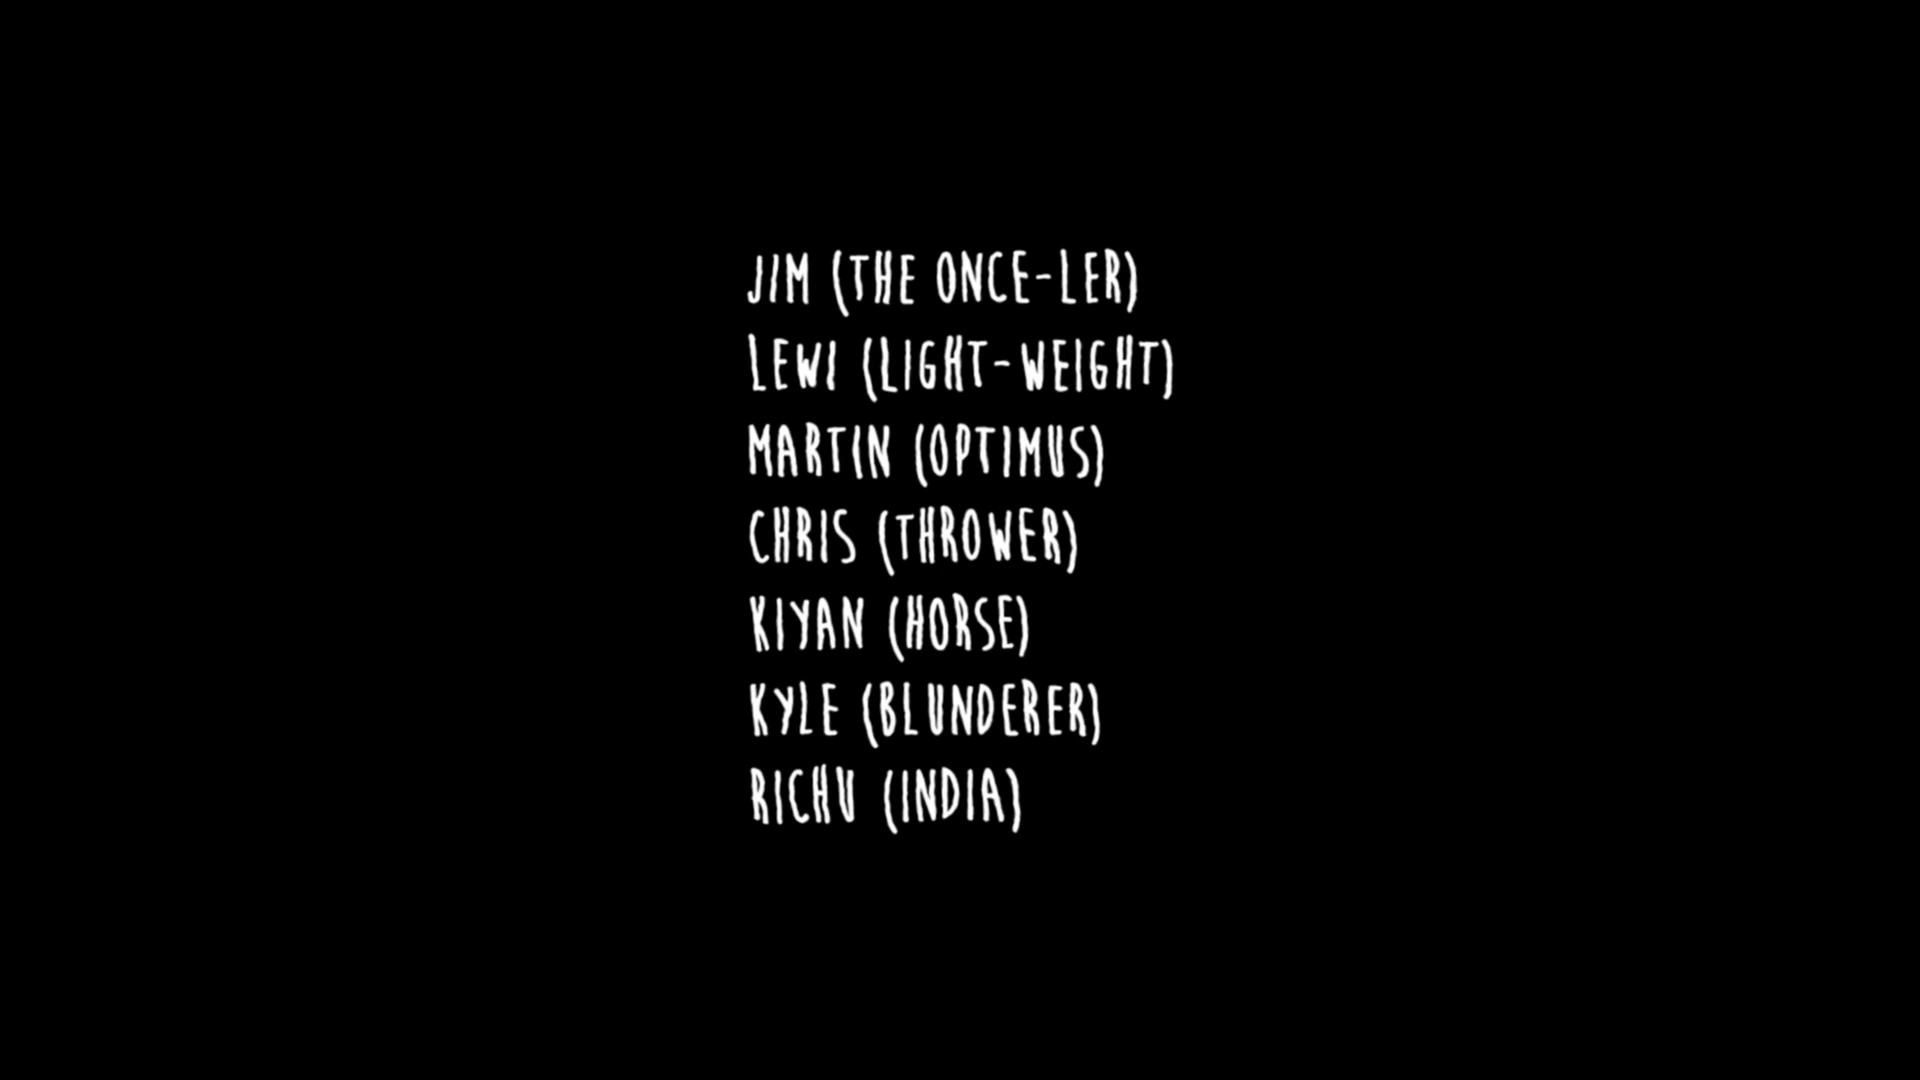 JIM (THE ONCE-LER)
LEWI (LIGHT-WEIGHT)
MARTIN (OPTIMUS)
CHRIS (THROWER)
KIYAN (HORSE)
KYLE (BLUNDERER)
RICHU (INDIA)